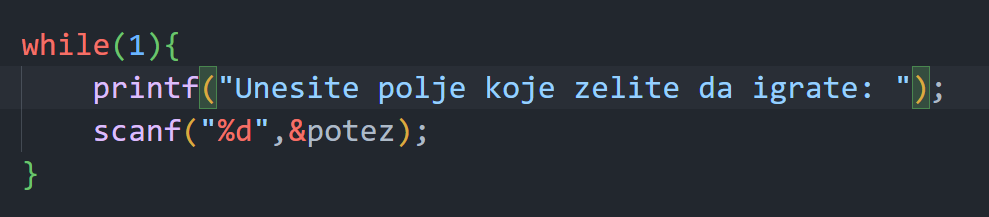 while(1){
printf("Unesite polje koje zelite da igrate: ");
scanf("%d",&potez);
}